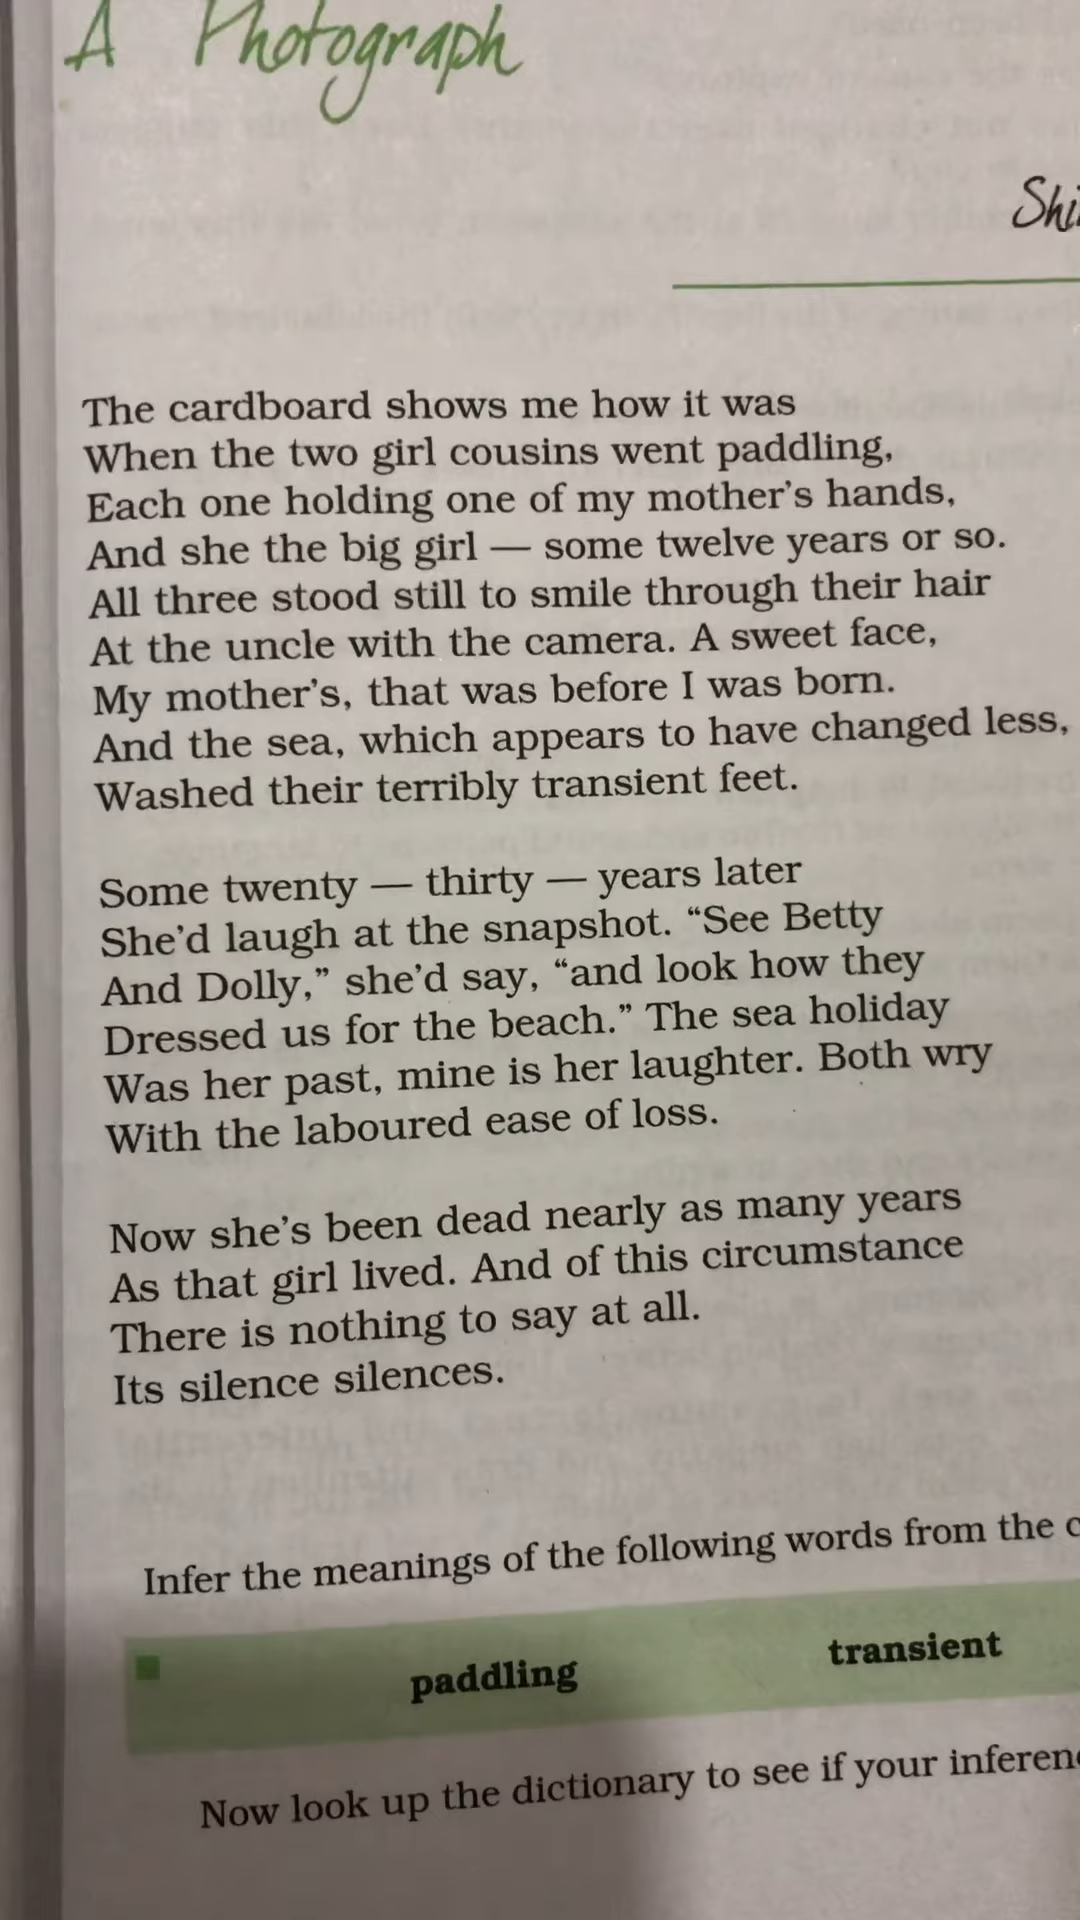 A Photograph
The cardboard shows me how it was
When the two girl cousins went paddling,
Each one holding one of my mother's hands,
And she the big girl — some twelve years or so.
All three stood still to smile through their hair
At the uncle with the camera. A sweet face,
My mother's, that was before I was born.
And the sea, which appears to have changed less,
Washed their terribly transient feet.
Some twenty — thirty — years later
She'd laugh at the snapshot. “See Betty
And Dolly,” she'd say, “and look how they
Dressed us for the beach.” The sea holiday
Was her past, mine is her laughter. Both wry
With the laboured ease of loss.
Now she's been dead nearly as many years
As that girl lived. And of this circumstance
There is nothing to say at all.
Its silence silences.
Infer the meanings of the following words from the
paddling transient
Now look up the dictionary to see if your